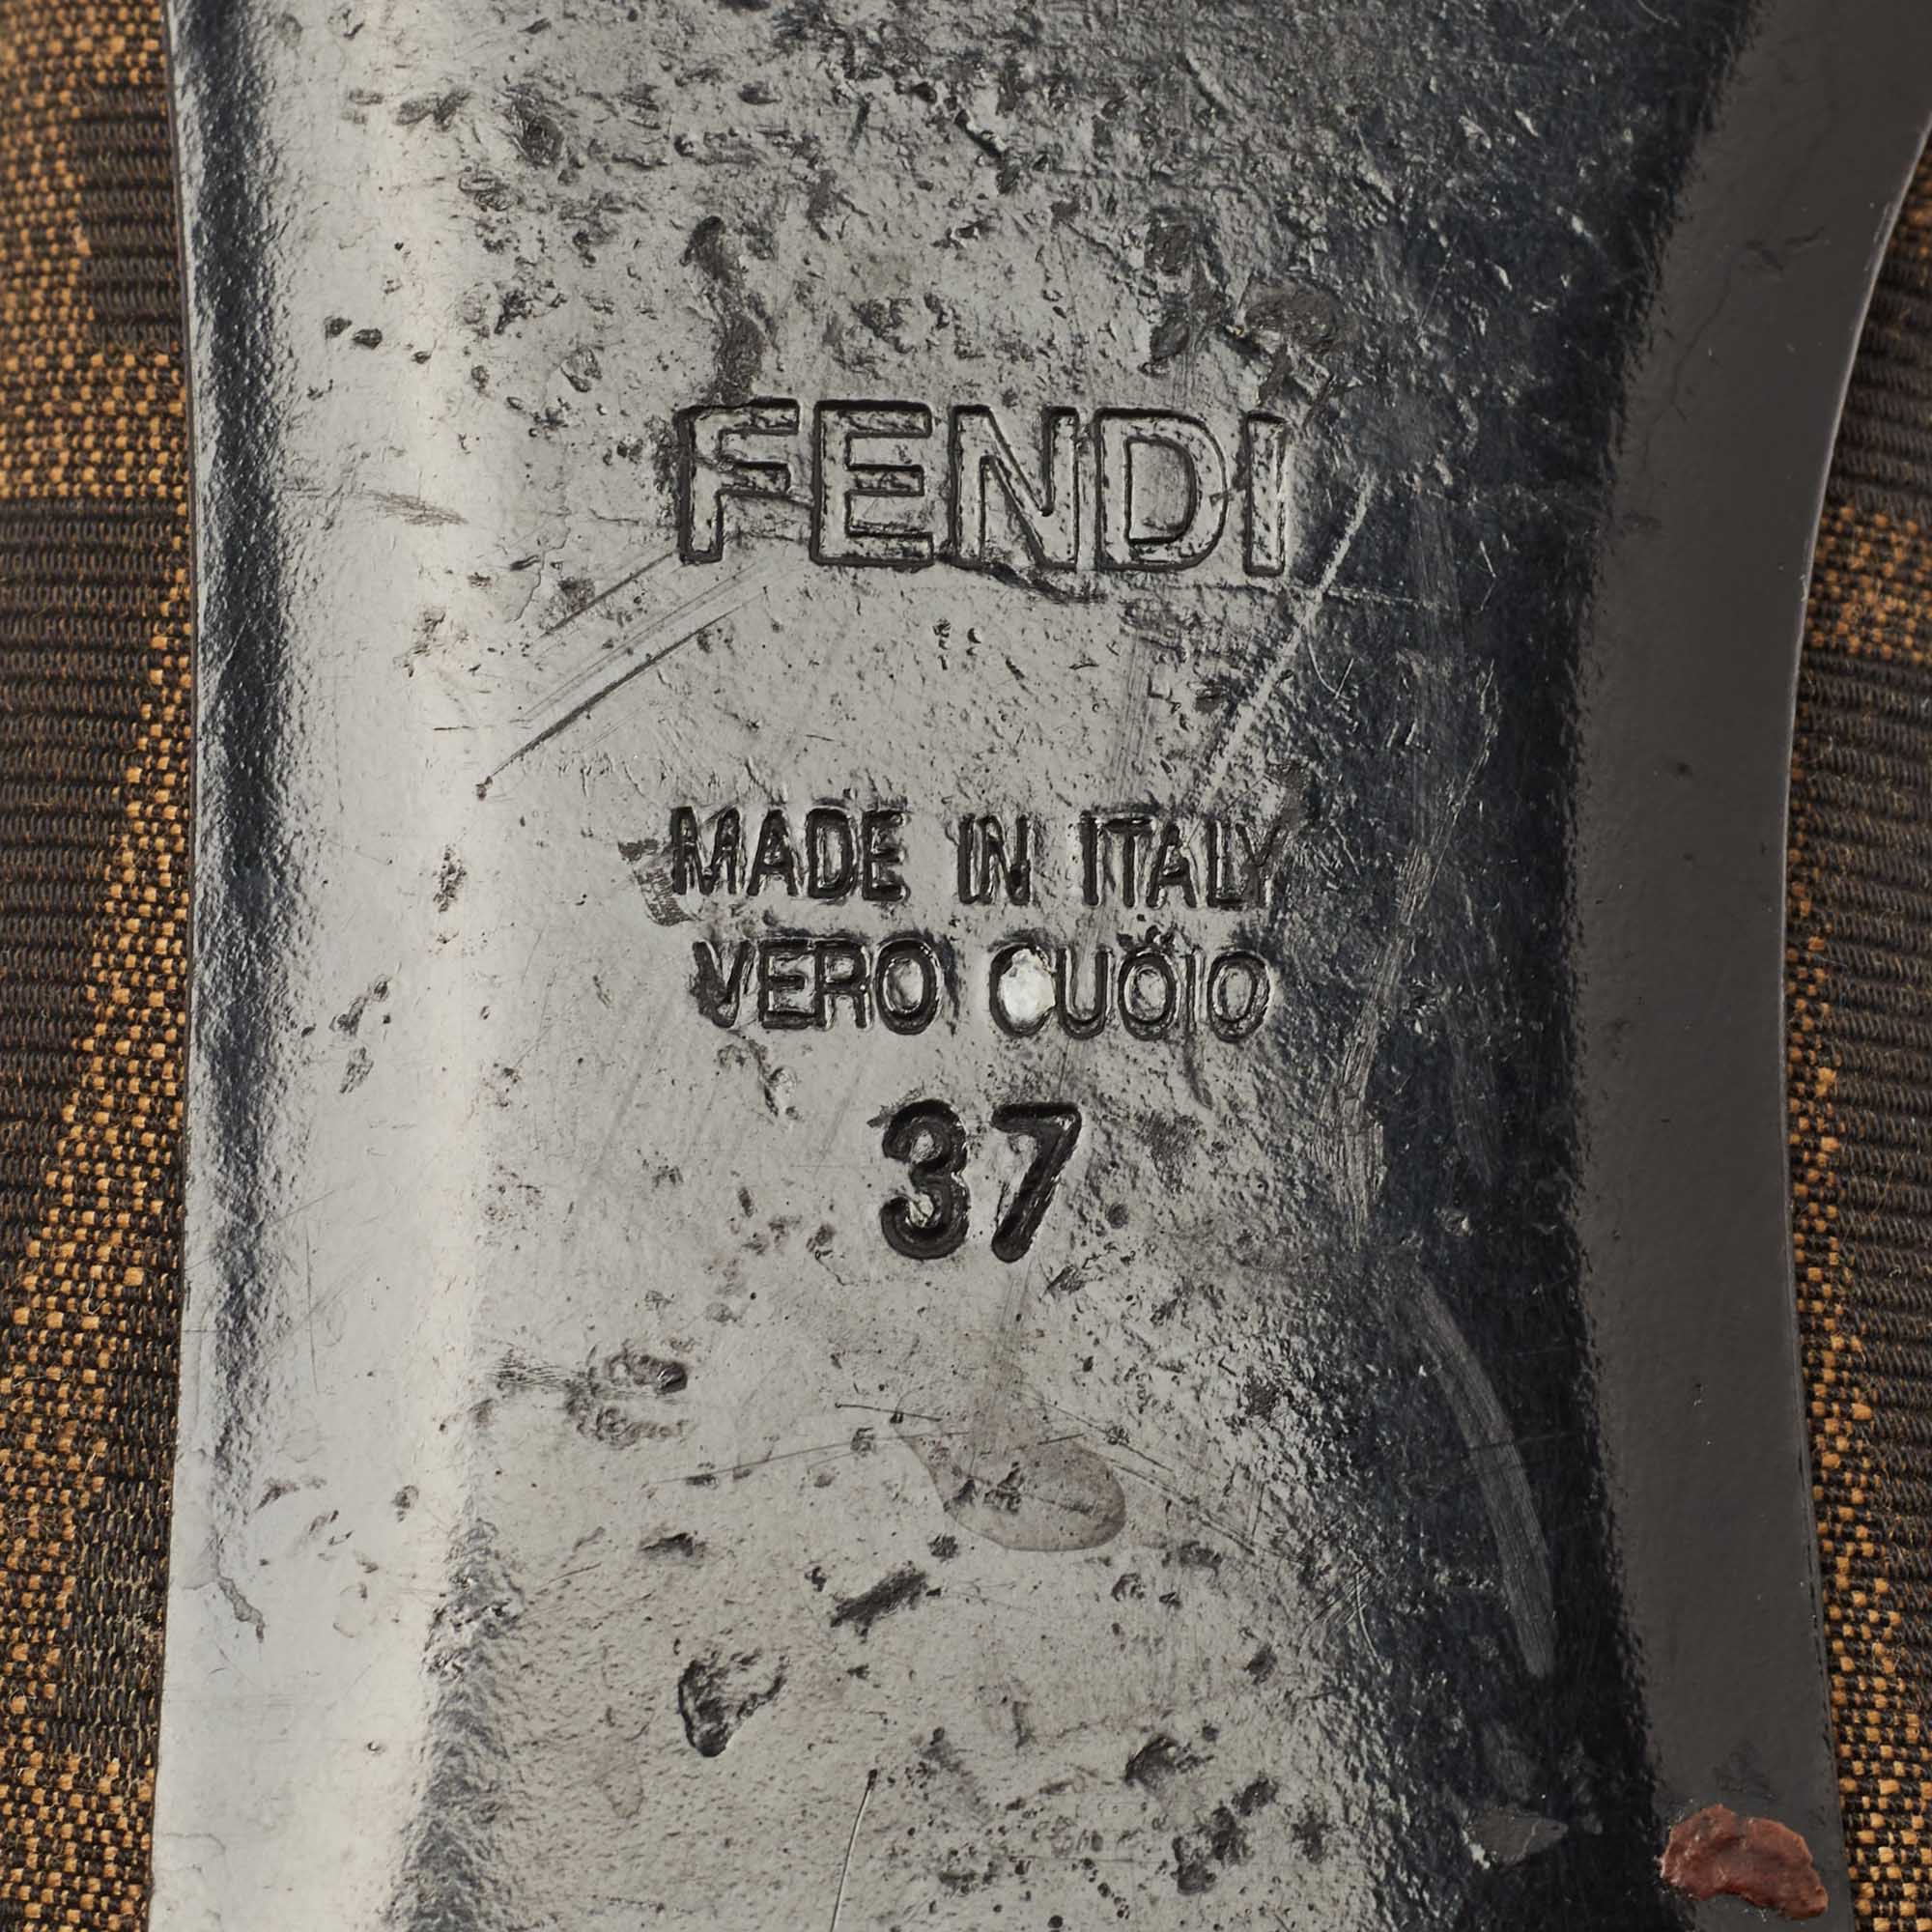 FENDI
MADE IN ITALY
VERO CUOIO
37